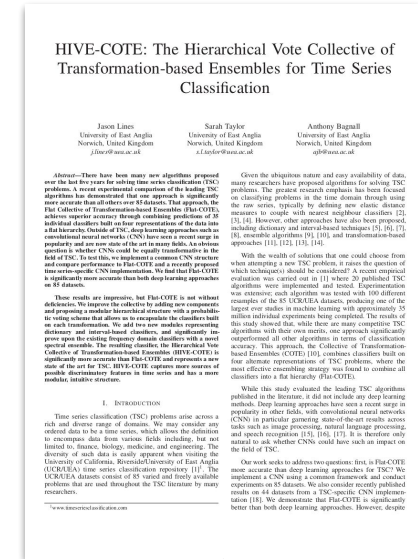 HIVE-COTE: The Hierarchical Vote Collective of
Transformation-based Ensembles for Time Series
Classification
Jason Lines
University of East Anglia
Norwich, United Kingdom
j.lines@uea.ac.uk
Sarah Taylor
University of East Anglia
Norwich, United Kingdom
s.l.taylor@uea.ac.uk
Anthony Bagnall
University of East Anglia
Norwich, United Kingdom
ajb@uea.ac.uk
Abstract—There have been many new algorithms proposed
over the last five years for solving time series classification (TSC)
problems. A recent experimental comparison of the leading TSC
algorithms has demonstrated that one approach is significantly
more accurate than all others over 85 datasets. That approach, the
Flat Collective of Transformation-based Ensembles (Flat-COTE),
achieves superior accuracy through combining predictions of 35
individual classifiers built on four representations of the data into
a flat hierarchy. Outside of TSC, deep learning approaches such as
convolutional neural networks (CNN) have seen a recent surge in
popularity and are now state of the art in many fields. An obvious
question is whether CNNs could be equally transformative in the
field of TSC. To test this, we implement a common CNN structure
and compare performance to Flat-COTE and a recently proposed
time series-specific CNN implementation. We find that Flat-COTE
is significantly more accurate than both deep learning approaches
on 85 datasets.
These results are impressive, but Flat-COTE is not without
deficiencies. We improve the collective by adding new components
and proposing a modular hierarchical structure with a probabilis-
tic voting scheme that allows us to encapsulate the classifiers built
on each transformation. We add two new modules representing
dictionary and interval-based classifiers, and significantly im-
prove upon the existing frequency domain classifiers with a novel
spectral ensemble. The resulting classifier, the Hierarchical Vote
Collective of Transformation-based Ensembles (HIVE-COTE) is
significantly more accurate than Flat-COTE and represents a new
state of the art for TSC. HIVE-COTE captures more sources of
possible discriminatory features in time series and has a more
modular, intuitive structure.
I. INTRODUCTION
Time series classification (TSC) problems arise across a
rich and diverse range of domains. We may consider any
ordered data to be a time series, which allows the definition
to encompass data from various fields including, but not
limited to, finance, biology, medicine, and engineering. The
diversity of such data is easily apparent when visiting the
University of California, Riverside/University of East Anglia
(UCR/UEA) time series classification repository [1]¹. The
UCR/UEA datasets consist of 85 varied and freely available
problems that are used throughout the TSC literature by many
researchers.
¹www.timeseriesclassification.com
Given the ubiquitous nature and easy availability of data,
many researchers have proposed algorithms for solving TSC
problems. The greatest research emphasis has been focused
on classifying problems in the time domain through using
the raw series, typically by defining new elastic distance
measures to couple with nearest neighbour classifiers [2],
[3], [4]. However, other approaches have also been proposed,
including dictionary and interval-based techniques [5], [6], [7],
[8], ensemble algorithms [9], [10], and transformation-based
approaches [11], [12], [13], [14].
With the wealth of solutions that one could choose from
when attempting a new TSC problem, it raises the question of
which technique(s) should be considered? A recent empirical
evaluation was carried out in [1] where 20 published TSC
algorithms were implemented and tested. Experimentation
was extensive; each algorithm was tested with 100 different
resamples of the 85 UCR/UEA datasets, producing one of the
largest ever studies in machine learning with approximately 35
million individual experiments being completed. The results of
this study showed that, while there are many competitive TSC
algorithms with their own merits, one approach significantly
outperformed all other algorithms in terms of classification
accuracy. This approach, the Collective of Transformation-
based Ensembles (COTE) [10], combines classifiers built on
four alternate representations of TSC problems, where the
most effective ensembling strategy was found to combine all
classifiers into a flat hierarchy (Flat-COTE).
While this study evaluated the leading TSC algorithms
published in the literature, it did not include any deep learning
methods. Deep learning approaches have seen a recent surge in
popularity in other fields, with convolutional neural networks
(CNN) in particular garnering state-of-the-art results across
tasks such as image processing, natural language processing,
and speech recognition [15], [16], [17]. It is therefore only
natural to ask whether CNNs could have such an impact on
the field of TSC.
Our work seeks to address two questions: first, is Flat-COTE
more accurate than deep learning approaches for TSC? We
implement a CNN using a common framework and conduct
experiments on 85 datasets. We also consider recently published
results on 44 datasets from a TSC-specific CNN implemen-
tation [18]. We demonstrate that Flat-COTE is significantly
better than both deep learning approaches. However, despite